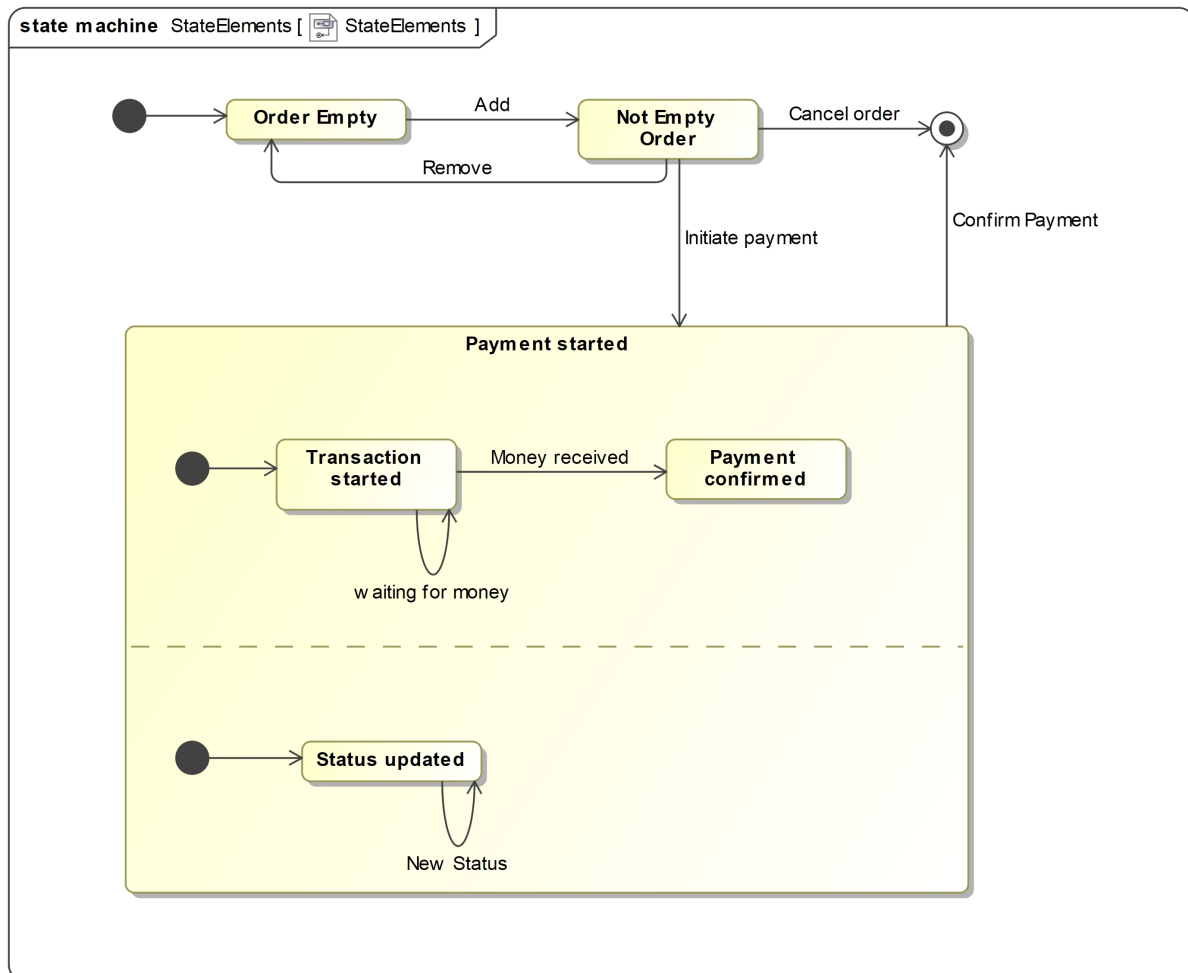 state machine StateElements [ StateElements ]
Order Empty
Add
Not Empty
Order
Cancel order
Remove
Initiate payment
Confirm Payment
Payment started
Transaction
started
Money received
Payment
confirmed
waiting for money
Status updated
New Status